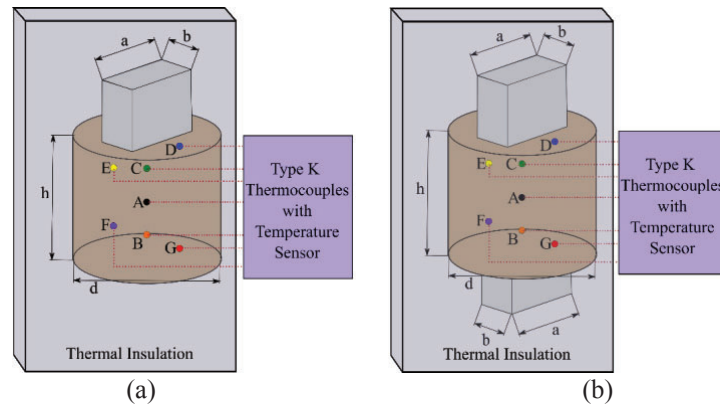 a
b
D
E
C
h
A
F
B
G
d
Type K
Thermocouples
with
Temperature
Sensor
Thermal Insulation
(a)
a
b
D
E
C
h
A
F
B
G
d
b
a
Type K
Thermocouples
with
Temperature
Sensor
Thermal Insulation
(b)